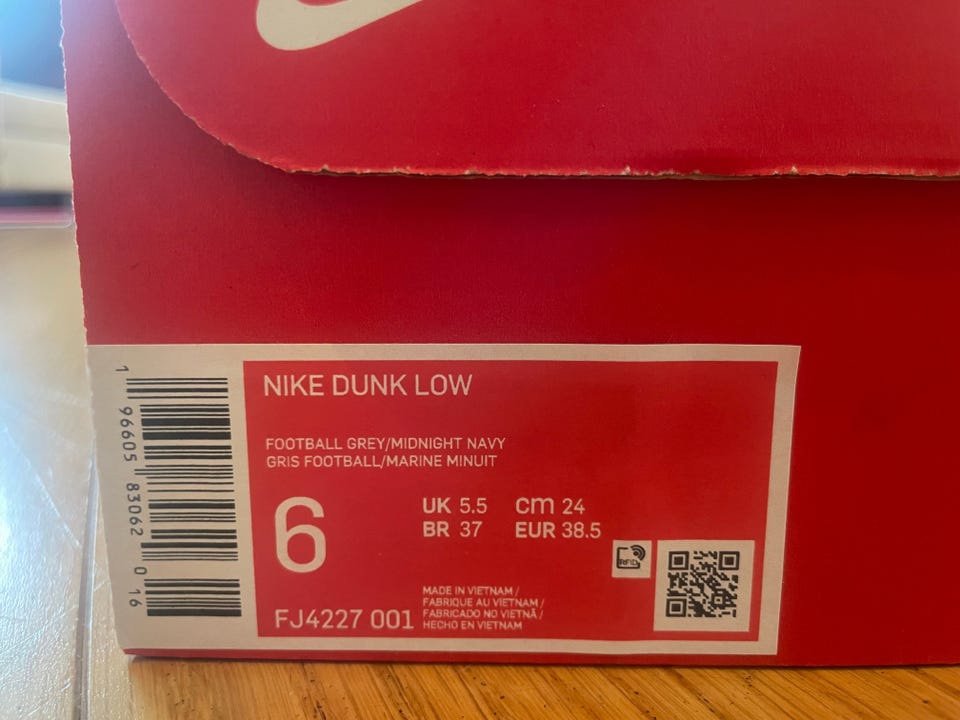 NIKE DUNK LOW
FOOTBALL GREY/MIDNIGHT NAVY
GRIS FOOTBALL/MARINE MINUIT
6
UK 5.5 cm 24
BR 37 EUR 38.5
RFID
FJ4227 001
MADE IN VIETNAM /
FABRIQUE AU VIETNAM /
FABRICADO NO VIETNÃ /
HECHO EN VIETNAM
1 96605 83062 0 16